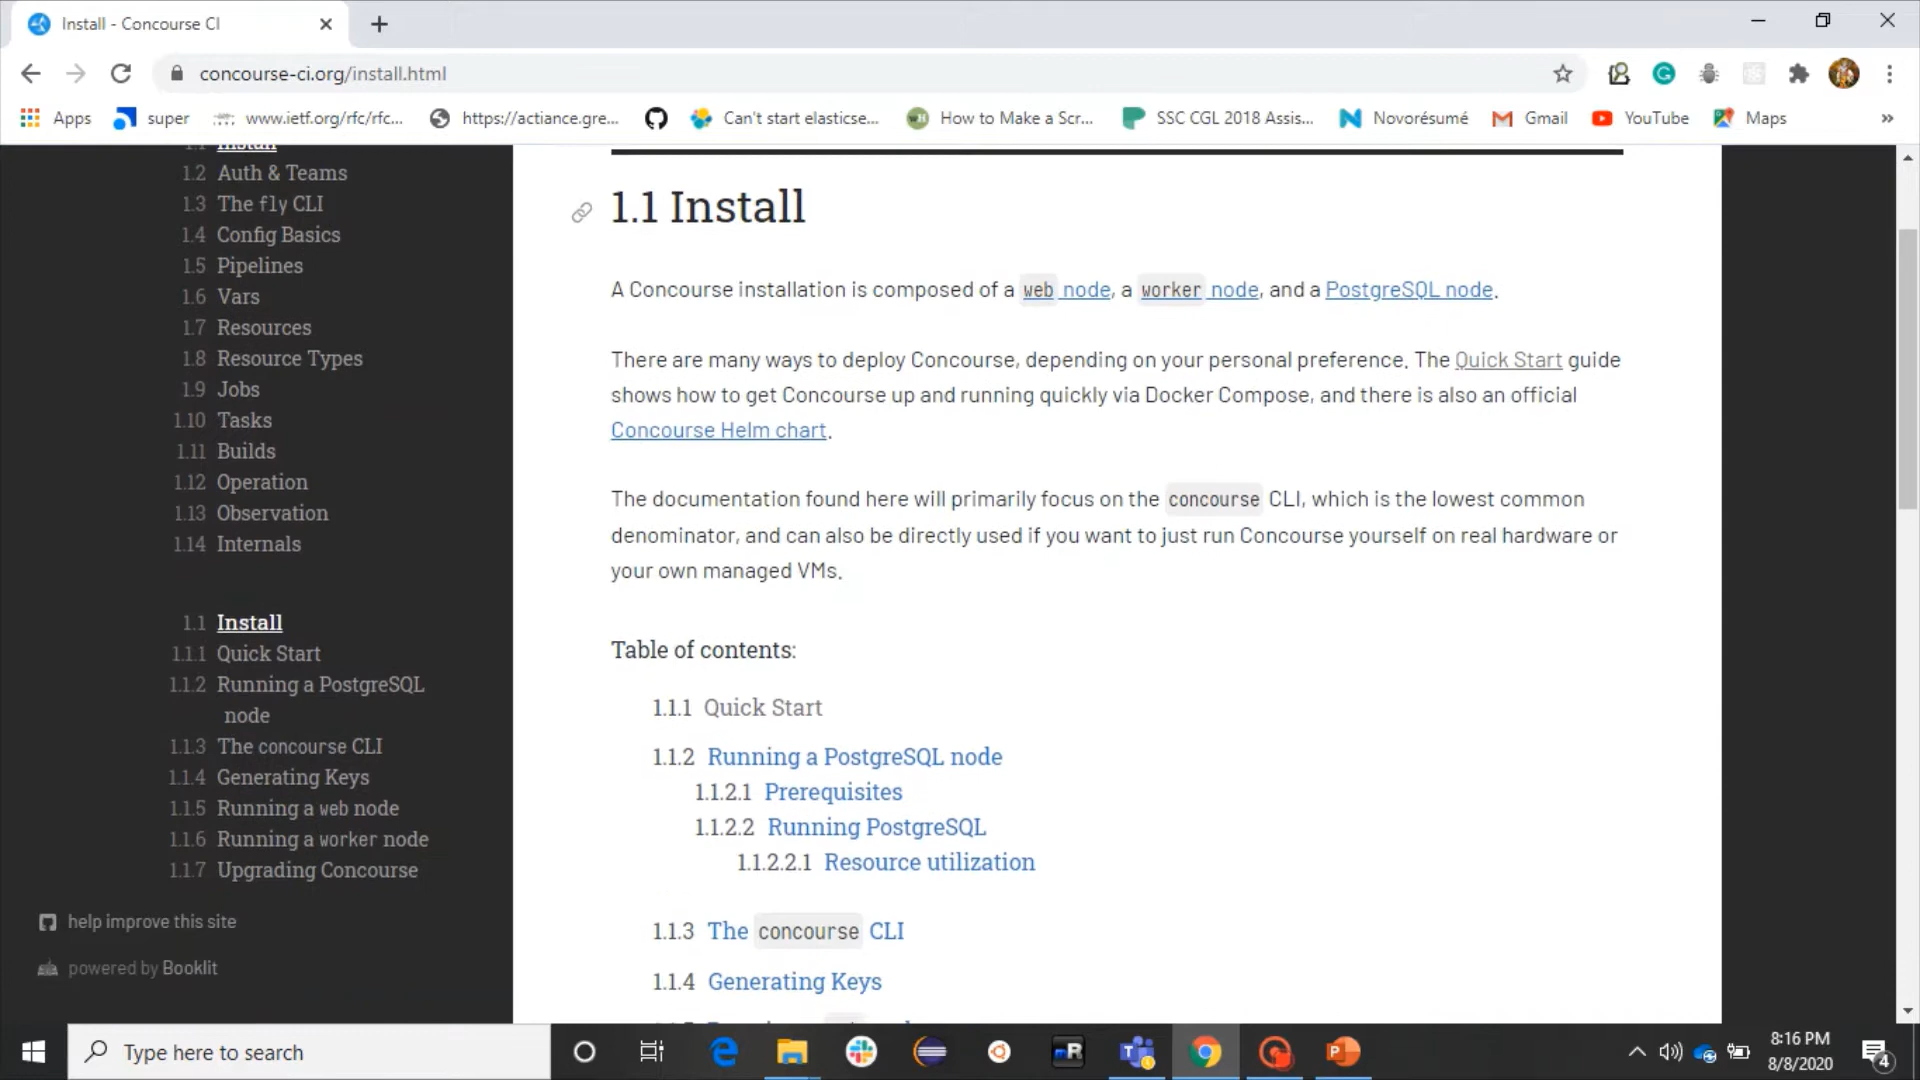 Install - Concourse CI
concourse-ci.org/install.html
Apps
super
www.ietf.org/rfc/rfc...
https://actiance.gre...
Can't start elasticse...
How to Make a Scr...
SSC CGL 2018 Assis...
Novorésumé
Gmail
YouTube
Maps
»
1.1 Install
1.2 Auth & Teams
1.3 The fly CLI
1.4 Config Basics
1.5 Pipelines
1.6 Vars
1.7 Resources
1.8 Resource Types
1.9 Jobs
1.10 Tasks
1.11 Builds
1.12 Operation
1.13 Observation
1.14 Internals
1.1 Install
1.1.1 Quick Start
1.1.2 Running a PostgreSQL
node
1.1.3 The concourse CLI
1.1.4 Generating Keys
1.1.5 Running a web node
1.1.6 Running a worker node
1.1.7 Upgrading Concourse
help improve this site
powered by Booklit
1.1 Install
A Concourse installation is composed of a web node, a worker node, and a PostgreSQL node.
There are many ways to deploy Concourse, depending on your personal preference. The Quick Start guide
shows how to get Concourse up and running quickly via Docker Compose, and there is also an official
Concourse Helm chart.
The documentation found here will primarily focus on the concourse CLI, which is the lowest common
denominator, and can also be directly used if you want to just run Concourse yourself on real hardware or
your own managed VMs.
Table of contents:
1.1.1 Quick Start
1.1.2 Running a PostgreSQL node
1.1.2.1 Prerequisites
1.1.2.2 Running PostgreSQL
1.1.2.2.1 Resource utilization
1.1.3 The concourse CLI
1.1.4 Generating Keys
Type here to search
8:16 PM
8/8/2020
4